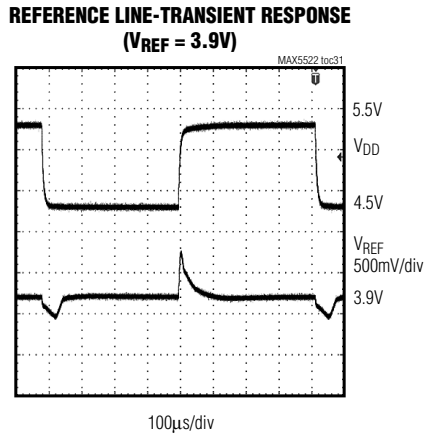 REFERENCE LINE-TRANSIENT RESPONSE
(VREF = 3.9V)
MAX5522 toc31
T
5.5V
VDD
4.5V
VREF
500mV/div
3.9V
100μs/div